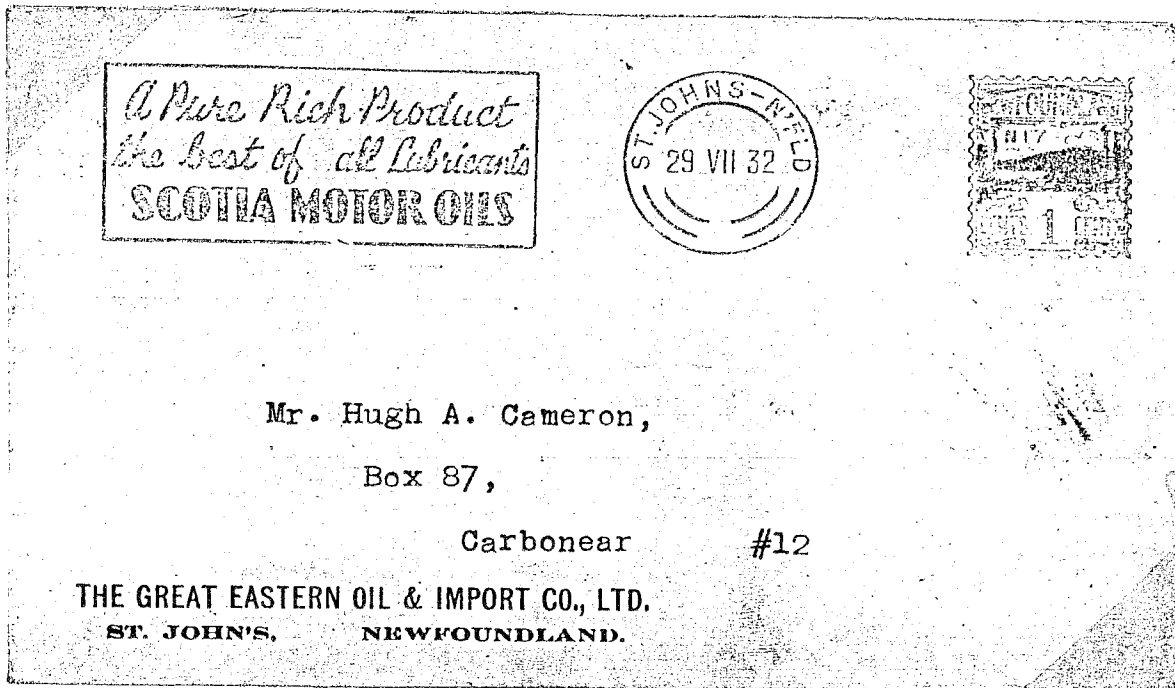 A Pure Rich Product
the best of all Lubricants
SCOTIA MOTOR OILS
ST. JOHNS - N'FLD
29 VII 32
1
Mr. Hugh A. Cameron,
Box 87,
Carbonear #12
THE GREAT EASTERN OIL & IMPORT CO., LTD.
ST. JOHN'S, NEWFOUNDLAND.